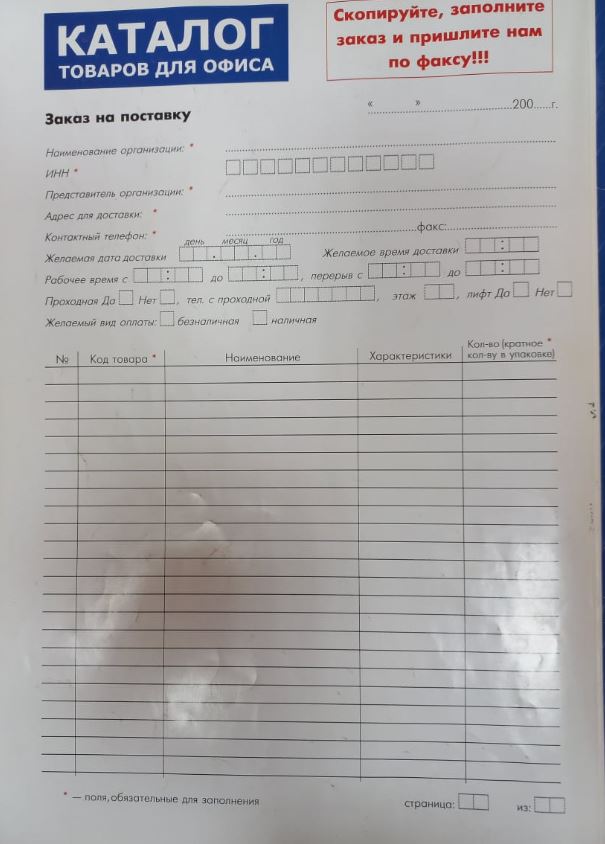 КАТАЛОГ
ТОВАРОВ ДЛЯ ОФИСА
Скопируйте, заполните
заказ и пришлите нам
по факсу!!!
Заказ на поставку
« » 200 г.
Наименование организации: *
ИНН *
Представитель организации: *
Адрес для доставки: *
Контактный телефон: * факс:
день месяц год
Желаемая дата доставки Желаемое время доставки
Рабочее время с до , перерыв с до
Проходная Да Нет , тел. с проходной , этаж , лифт Да Нет
Желаемый вид оплаты: безналичная наличная
№ Код товара * Наименование Характеристики Кол-во (кратное *
кол-ву в упаковке)
* — поля, обязательные для заполнения
страница: из: